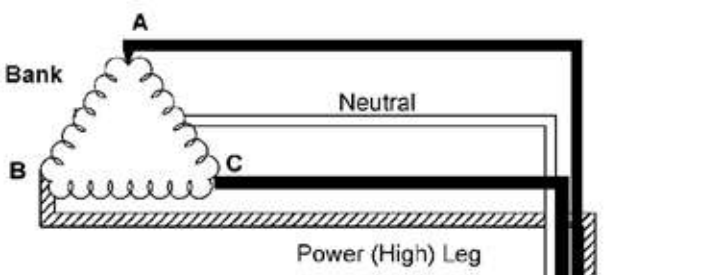 A
Bank
Neutral
B
C
Power (High) Leg